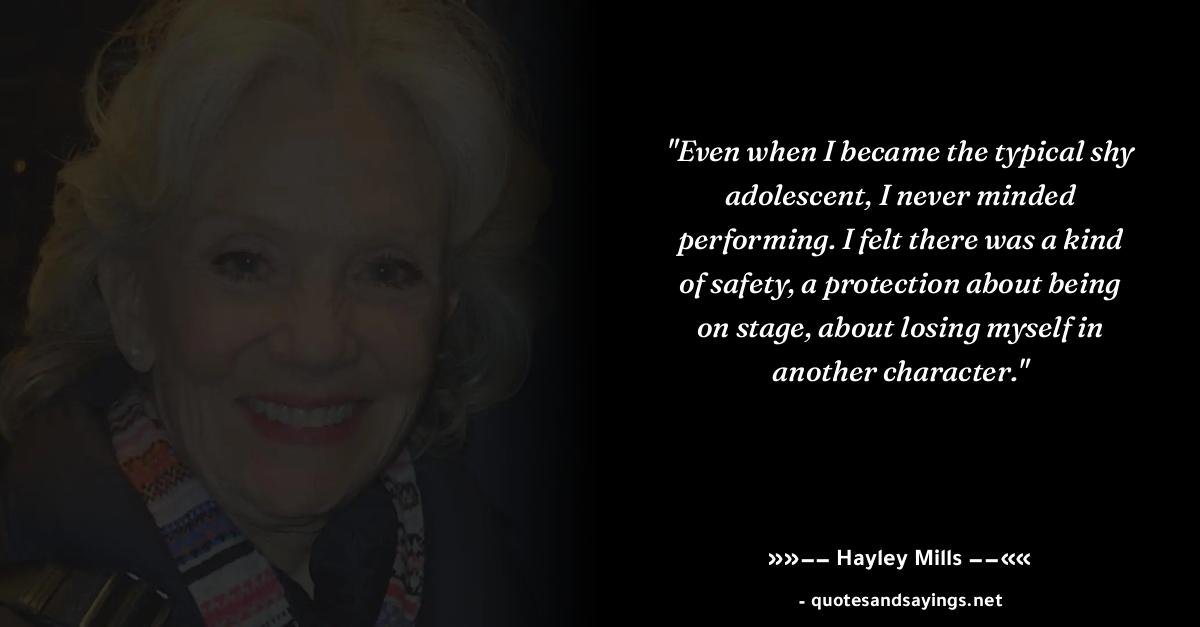 "Even when I became the typical shy
adolescent, I never minded
performing. I felt there was a kind
of safety, a protection about being
on stage, about losing myself in
another character."
»»−− Hayley Mills −−««
- quotesandsayings.net